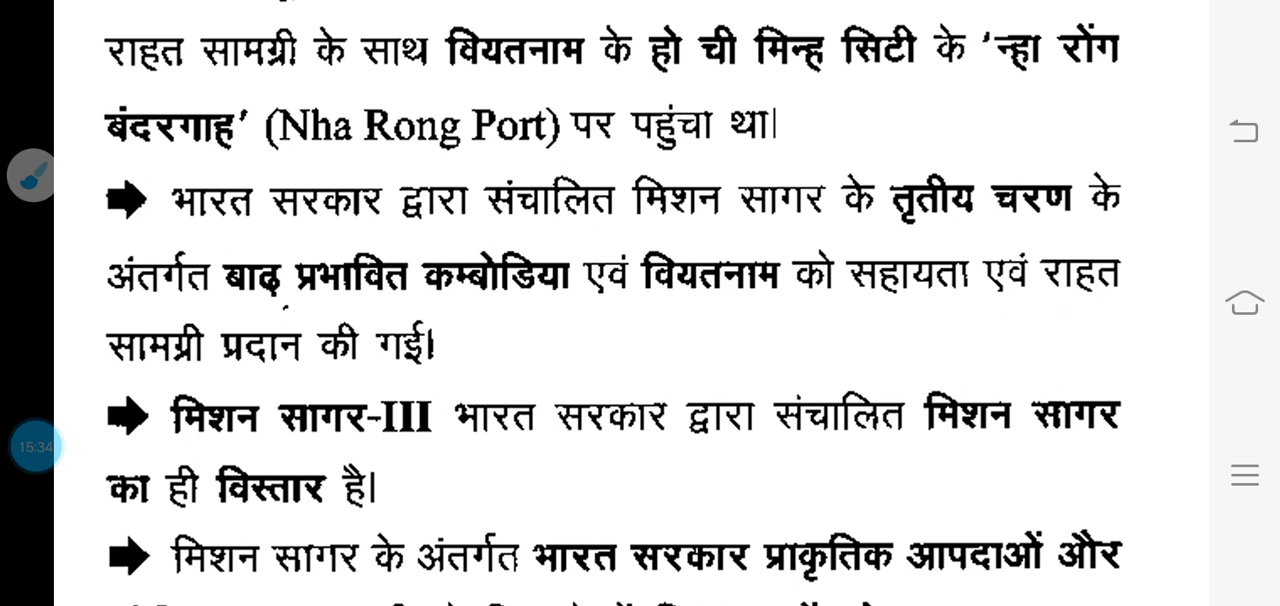 राहत सामग्री के साथ वियतनाम के हो ची मिन्ह सिटी के 'न्हा रोंग
बंदरगाह' (Nha Rong Port) पर पहुंचा था।
भारत सरकार द्वारा संचालित मिशन सागर के तृतीय चरण के
अंतर्गत बाढ़ प्रभावित कम्बोडिया एवं वियतनाम को सहायता एवं राहत
सामग्री प्रदान की गई।
15:34
मिशन सागर-III भारत सरकार द्वारा संचालित मिशन सागर
का ही विस्तार है।
मिशन सागर के अंतर्गत भारत सरकार प्राकृतिक आपदाओं और